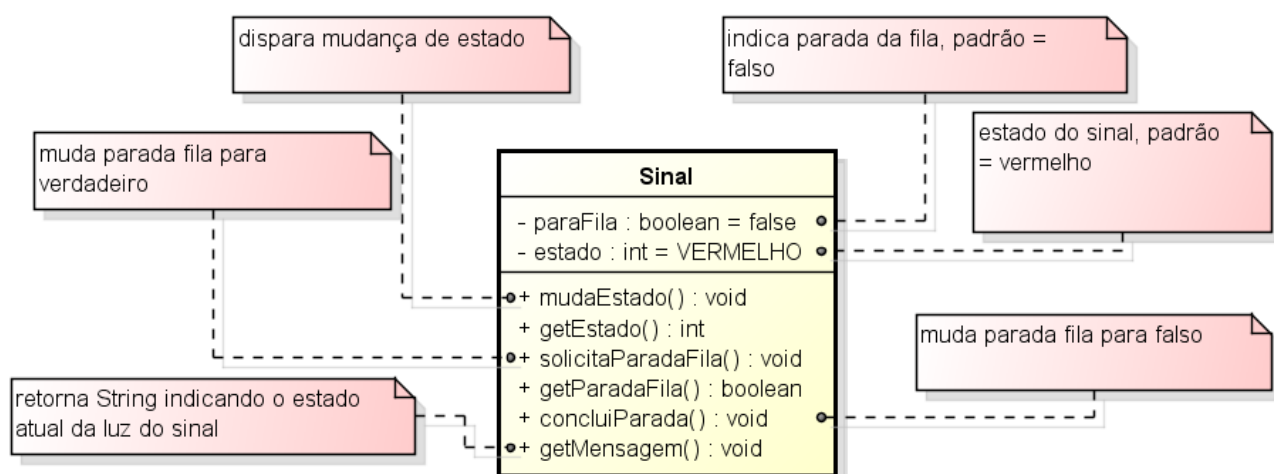 dispara mudança de estado
indica parada da fila, padrão =
falso
estado do sinal, padrão
= vermelho
muda parada fila para
verdadeiro
Sinal
- paraFila : boolean = false
- estado : int = VERMELHO
+ mudaEstado() : void
+ getEstado() : int
+ solicitaParadaFila() : void
+ getParadaFila() : boolean
+ concluiParada() : void
+ getMensagem() : void
muda parada fila para falso
retorna String indicando o estado
atual da luz do sinal